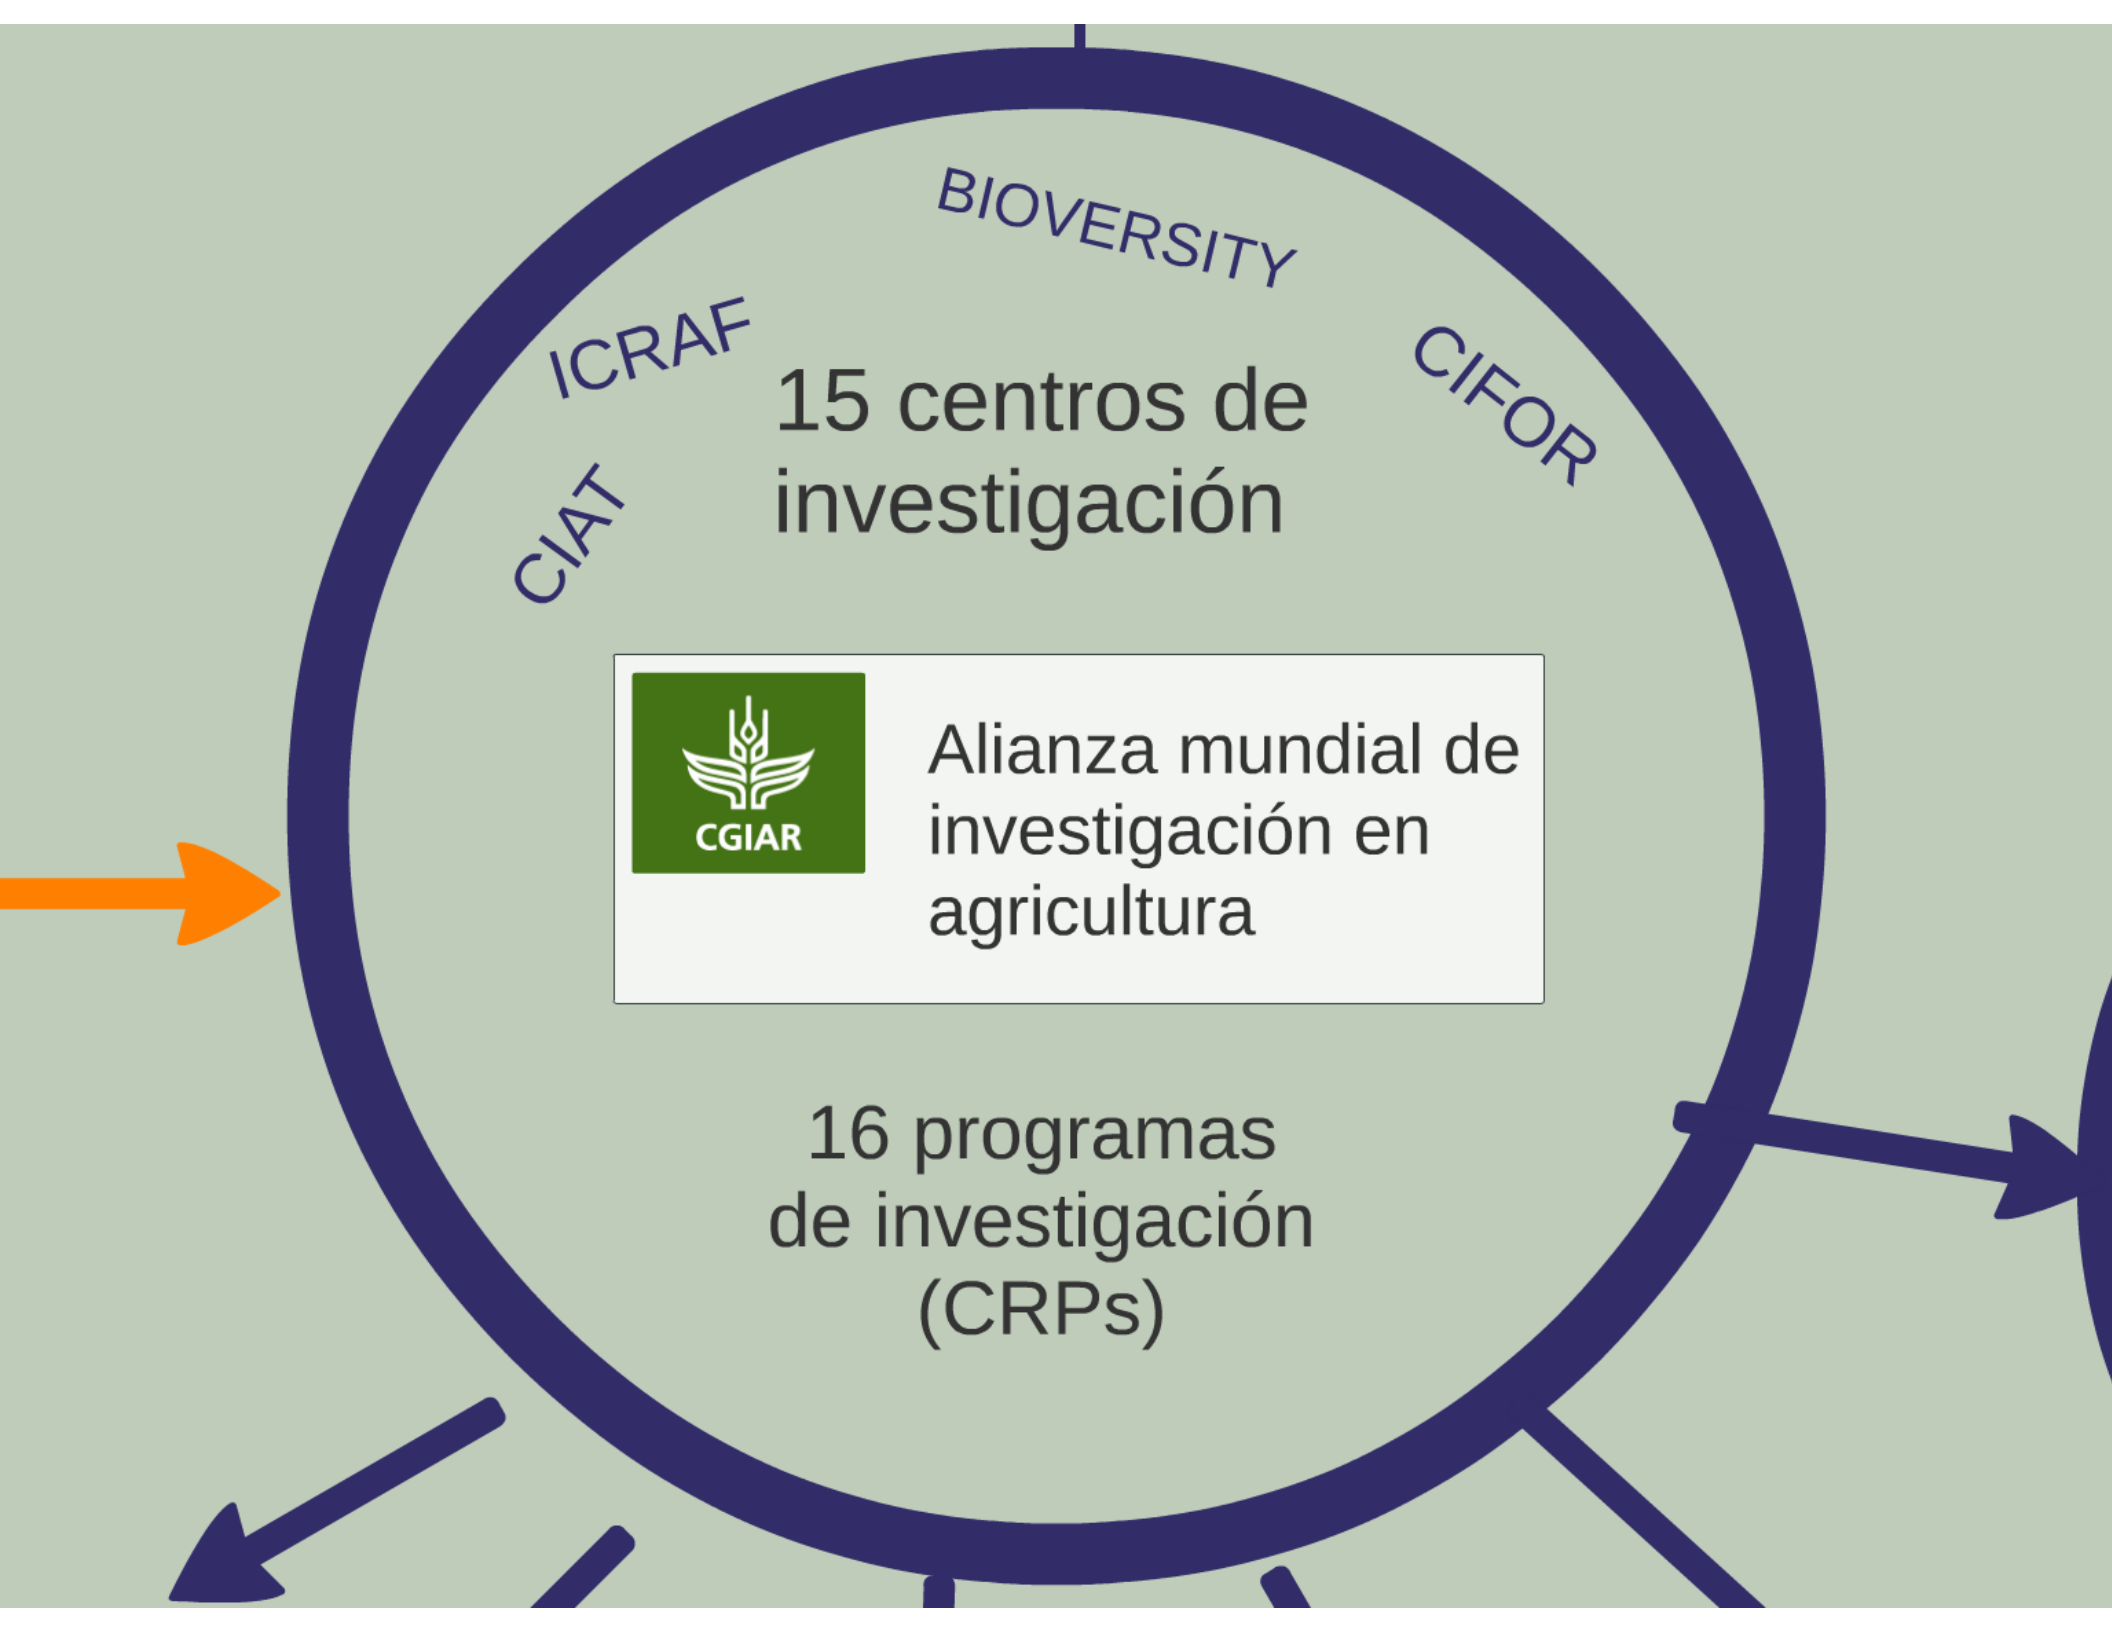 BIOVERSITY
ICRAF
CIFOR
CIAT
15 centros de
investigación
CGIAR
Alianza mundial de
investigación en
agricultura
16 programas
de investigación
(CRPs)